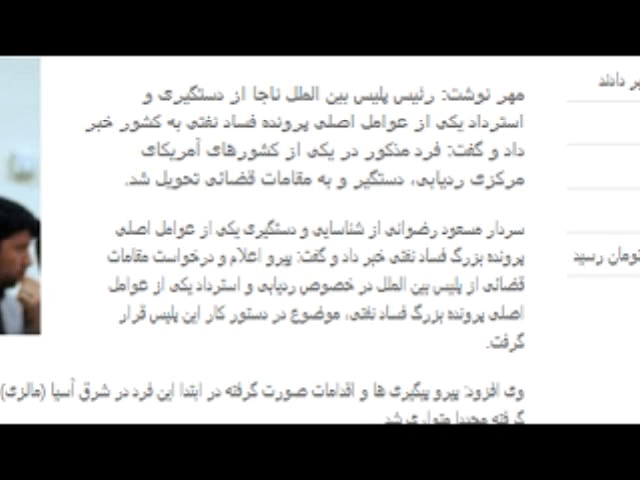 مهر نوشت: رئیس پلیس بین الملل ناجا از دستگیری و
استرداد یکی از عوامل اصلی پرونده فساد نفتی به کشور خبر
داد و گفت: فرد مذکور در یکی از کشورهای آمریکای
مرکزی ردیابی، دستگیر و به مقامات قضائی تحویل شد.
سردار مسعود رضوانی از شناسایی و دستگیری یکی از عوامل اصلی
پرونده بزرگ فساد نفتی خبر داد و گفت: پیرو اعلام و درخواست مقامات
قضائی از پلیس بین الملل در خصوص ردیابی و استرداد یکی از عوامل
اصلی پرونده بزرگ فساد نفتی، موضوع در دستور کار این پلیس قرار
گرفت.
وی افزود: پیرو پیگیری ها و اقدامات صورت گرفته در ابتدا این فرد در شرق آسیا (مالزی)
گرفته مجددا متواری شد
دادند
تومان رسید